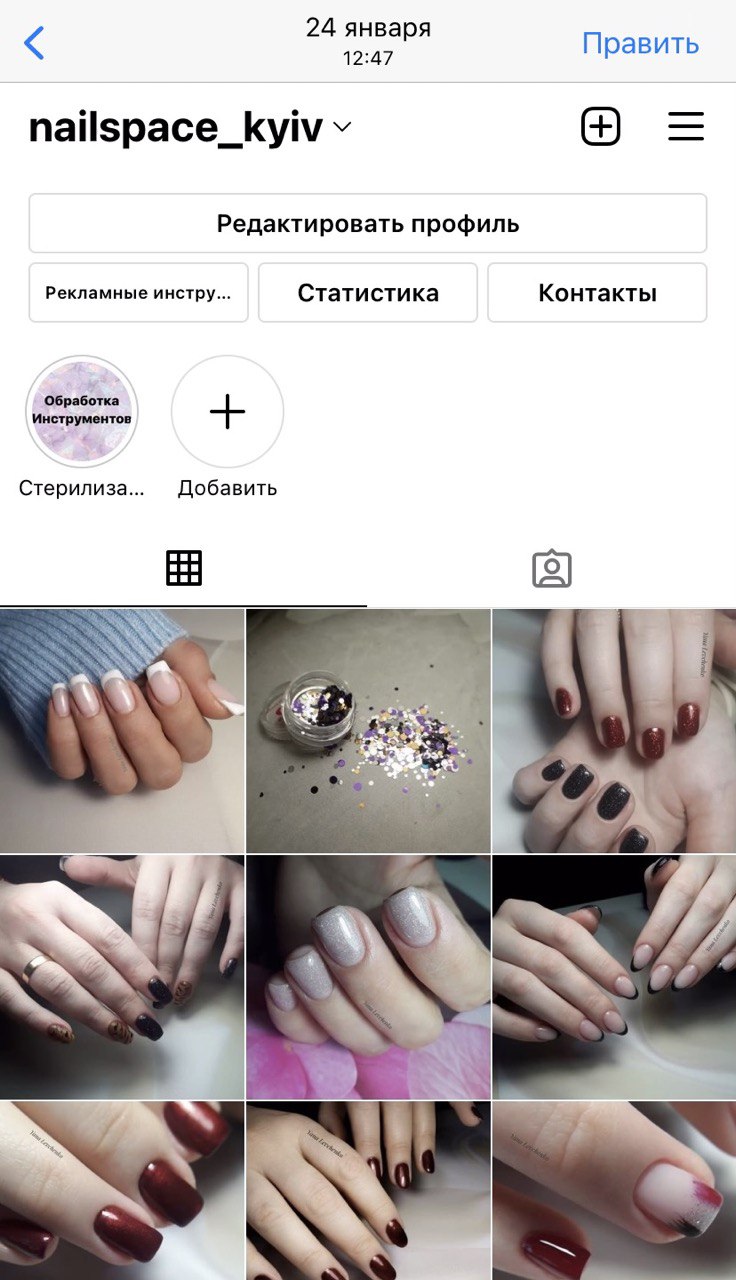 24 января
12:47
Править
nailspace_kyiv
Редактировать профиль
Рекламные инстру...
Статистика
Контакты
Обработка
Инструментов
Стерилиза...
Добавить
Yana Levchenko
Yana Levchenko
Yana Levchenko
Yana Levchenko
Yana Levchenko
Yana Levchenko
Yana Levchenko